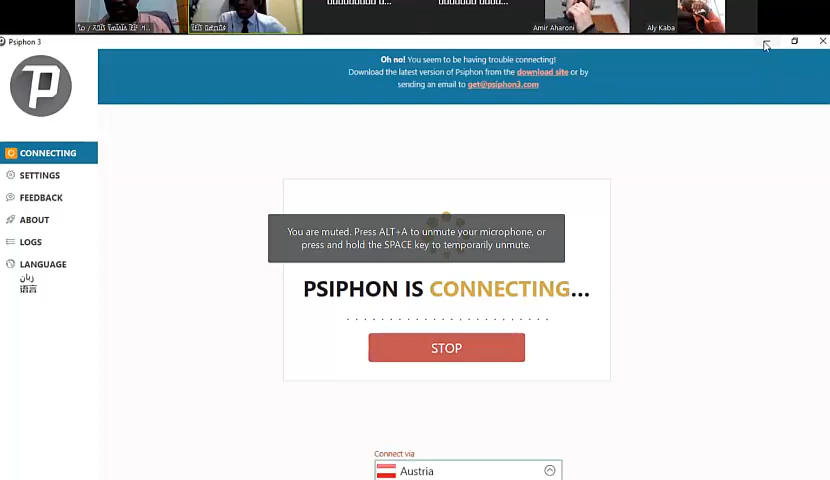 Amir Aharoni
Aly Kaba
Psiphon 3
Oh no! You seem to be having trouble connecting!
Download the latest version of Psiphon from the download site or by
sending an email to get@psiphon3.com
CONNECTING
SETTINGS
FEEDBACK
ABOUT
LOGS
LANGUAGE
زبان
语言
You are muted. Press ALT+A to unmute your microphone, or
press and hold the SPACE key to temporarily unmute.
PSIPHON IS CONNECTING...
STOP
Connect via
Austria